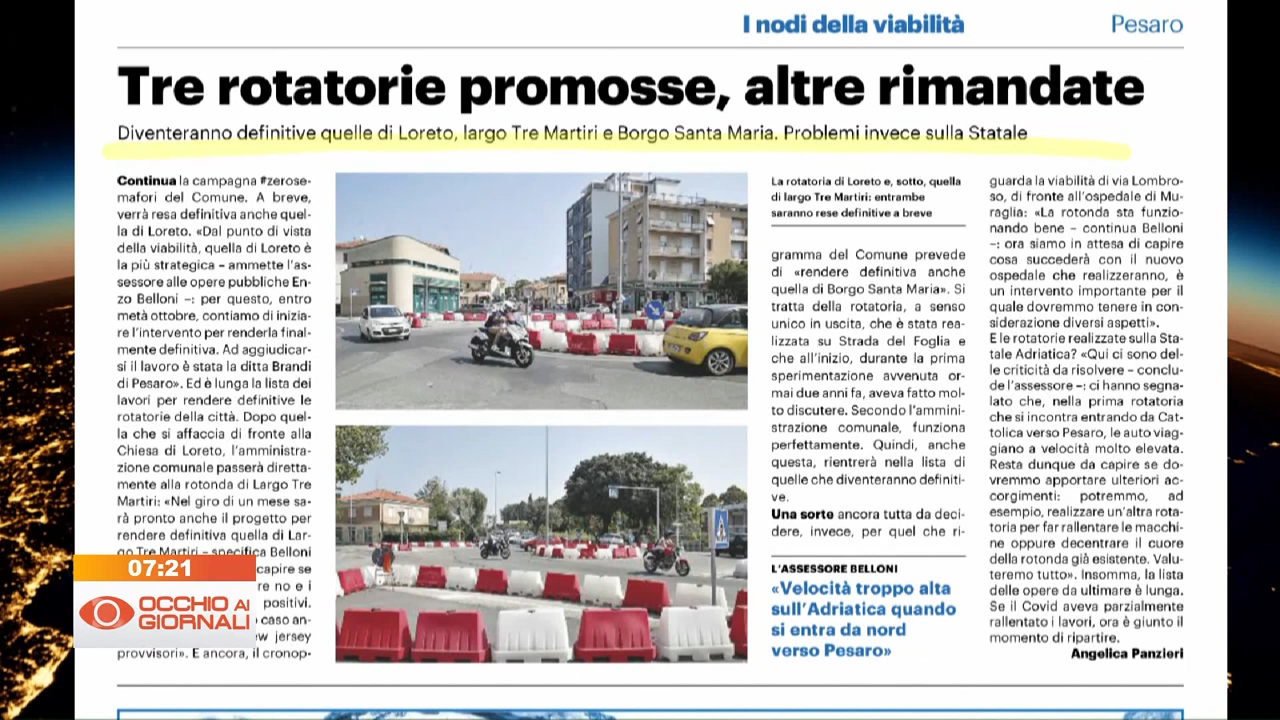 I nodi della viabilità
Pesaro
Tre rotatorie promosse, altre rimandate
Diventeranno definitive quelle di Loreto, largo Tre Martiri e Borgo Santa Maria. Problemi invece sulla Statale
Continua la campagna #zerose-
mafori del Comune. A breve,
verrà resa definitiva anche quel-
la di Loreto. «Dal punto di vista
della viabilità, quella di Loreto è
la più strategica – ammette l'as-
sessore alle opere pubbliche En-
zo Belloni –: per questo, entro
metà ottobre, contiamo di inizia-
re l'intervento per renderla final-
mente definitiva. Ad aggiudicar-
si il lavoro è stata la ditta Brandi
di Pesaro». Ed è lunga la lista dei
lavori per rendere definitive le
rotatorie della città. Dopo quel-
la che si affaccia di fronte alla
Chiesa di Loreto, l'amministra-
zione comunale passerà diretta-
mente alla rotonda di Largo Tre
Martiri: «Nel giro di un mese sa-
rà pronto anche il progetto per
rendere definitiva quella di Lar-
go Tre Martiri – specifica Belloni
capire se
re no e i
positivi.
caso an-
ew jersey
provvisori». E ancora, il cronop-
La rotatoria di Loreto e, sotto, quella
di largo Tre Martiri: entrambe
saranno rese definitive a breve
gramma del Comune prevede
di «rendere definitiva anche
quella di Borgo Santa Maria». Si
tratta della rotatoria, a senso
unico in uscita, che è stata rea-
lizzata su Strada del Foglia e
che all'inizio, durante la prima
sperimentazione avvenuta or-
mai due anni fa, aveva fatto mol-
to discutere. Secondo l'ammini-
strazione comunale, funziona
perfettamente. Quindi, anche
questa, rientrerà nella lista di
quelle che diventeranno definiti-
ve.
Una sorte ancora tutta da deci-
dere, invece, per quel che ri-
L'ASSESSORE BELLONI
«Velocità troppo alta
sull'Adriatica quando
si entra da nord
verso Pesaro»
guarda la viabilità di via Lombro-
so, di fronte all'ospedale di Mu-
raglia: «La rotonda sta funzio-
nando bene – continua Belloni
–: ora siamo in attesa di capire
cosa succederà con il nuovo
ospedale che realizzeranno, è
un intervento importante per il
quale dovremmo tenere in con-
siderazione diversi aspetti».
E le rotatorie realizzate sulla Sta-
tale Adriatica? «Qui ci sono del-
le criticità da risolvere – conclu-
de l'assessore –: ci hanno segna-
lato che, nella prima rotatoria
che si incontra entrando da Cat-
tolica verso Pesaro, le auto viag-
giano a velocità molto elevata.
Resta dunque da capire se do-
vremmo apportare ulteriori ac-
corgimenti: potremmo, ad
esempio, realizzare un'altra rota-
toria per far rallentare le macchi-
ne oppure decentrare il cuore
della rotonda già esistente. Valu-
teremo tutto». Insomma, la lista
delle opere da ultimare è lunga.
Se il Covid aveva parzialmente
rallentato i lavori, ora è giunto il
momento di ripartire.
Angelica Panzieri
07:21
OCCHIO AI
GIORNALI